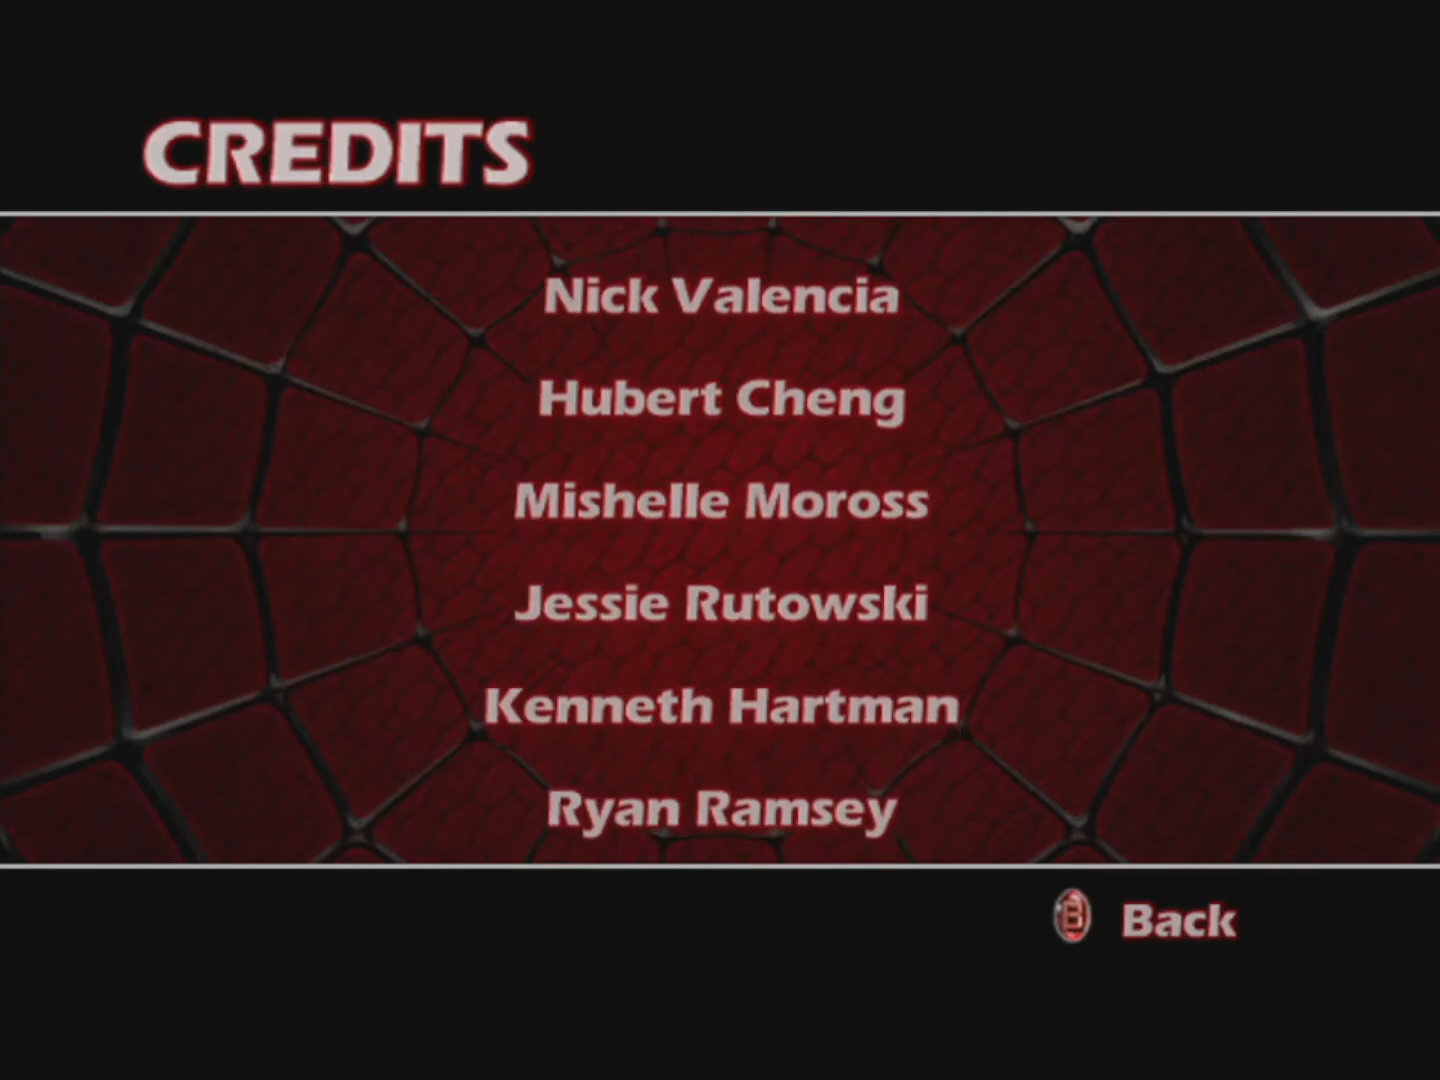 CREDITS
Nick Valencia
Hubert Cheng
Mishelle Moross
Jessie Rutowski
Kenneth Hartman
Ryan Ramsey
B Back